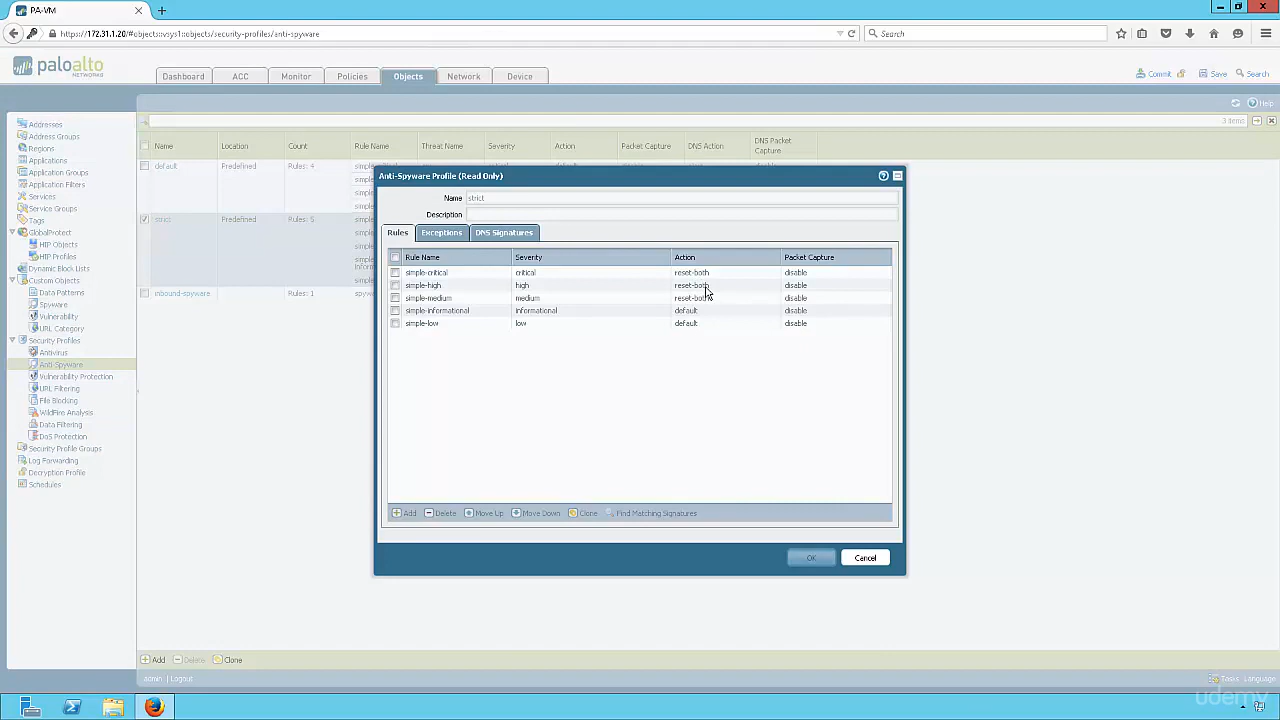 PA-VM
https://172.31.1.20/#objects::vsys1::objects/security-profiles/anti-spyware
Search
paloalto
NETWORKS
Dashboard ACC Monitor Policies Objects Network Device
Commit Save Search
Help
3 items
Addresses
Address Groups
Regions
Applications
Application Groups
Application Filters
Services
Service Groups
Tags
GlobalProtect
HIP Objects
HIP Profiles
Dynamic Block Lists
Custom Objects
Data Patterns
Spyware
Vulnerability
URL Category
Security Profiles
Antivirus
Anti-Spyware
Vulnerability Protection
URL Filtering
File Blocking
WildFire Analysis
Data Filtering
DoS Protection
Security Profile Groups
Log Forwarding
Decryption Profile
Schedules
Name Location Count Rule Name Threat Name Severity Action Packet Capture DNS Action DNS Packet Capture
default Predefined Rules: 4
strict Predefined Rules: 5
inbound-spyware Rules: 1
Anti-Spyware Profile (Read Only)
Name strict
Description
Rules Exceptions DNS Signatures
Rule Name Severity Action Packet Capture
simple-critical critical reset-both disable
simple-high high reset-both disable
simple-medium medium reset-both disable
simple-informational informational default disable
simple-low low default disable
Add Delete Move Up Move Down Clone Find Matching Signatures
OK Cancel
Add Delete Clone
admin | Logout
Tasks Language
udemy